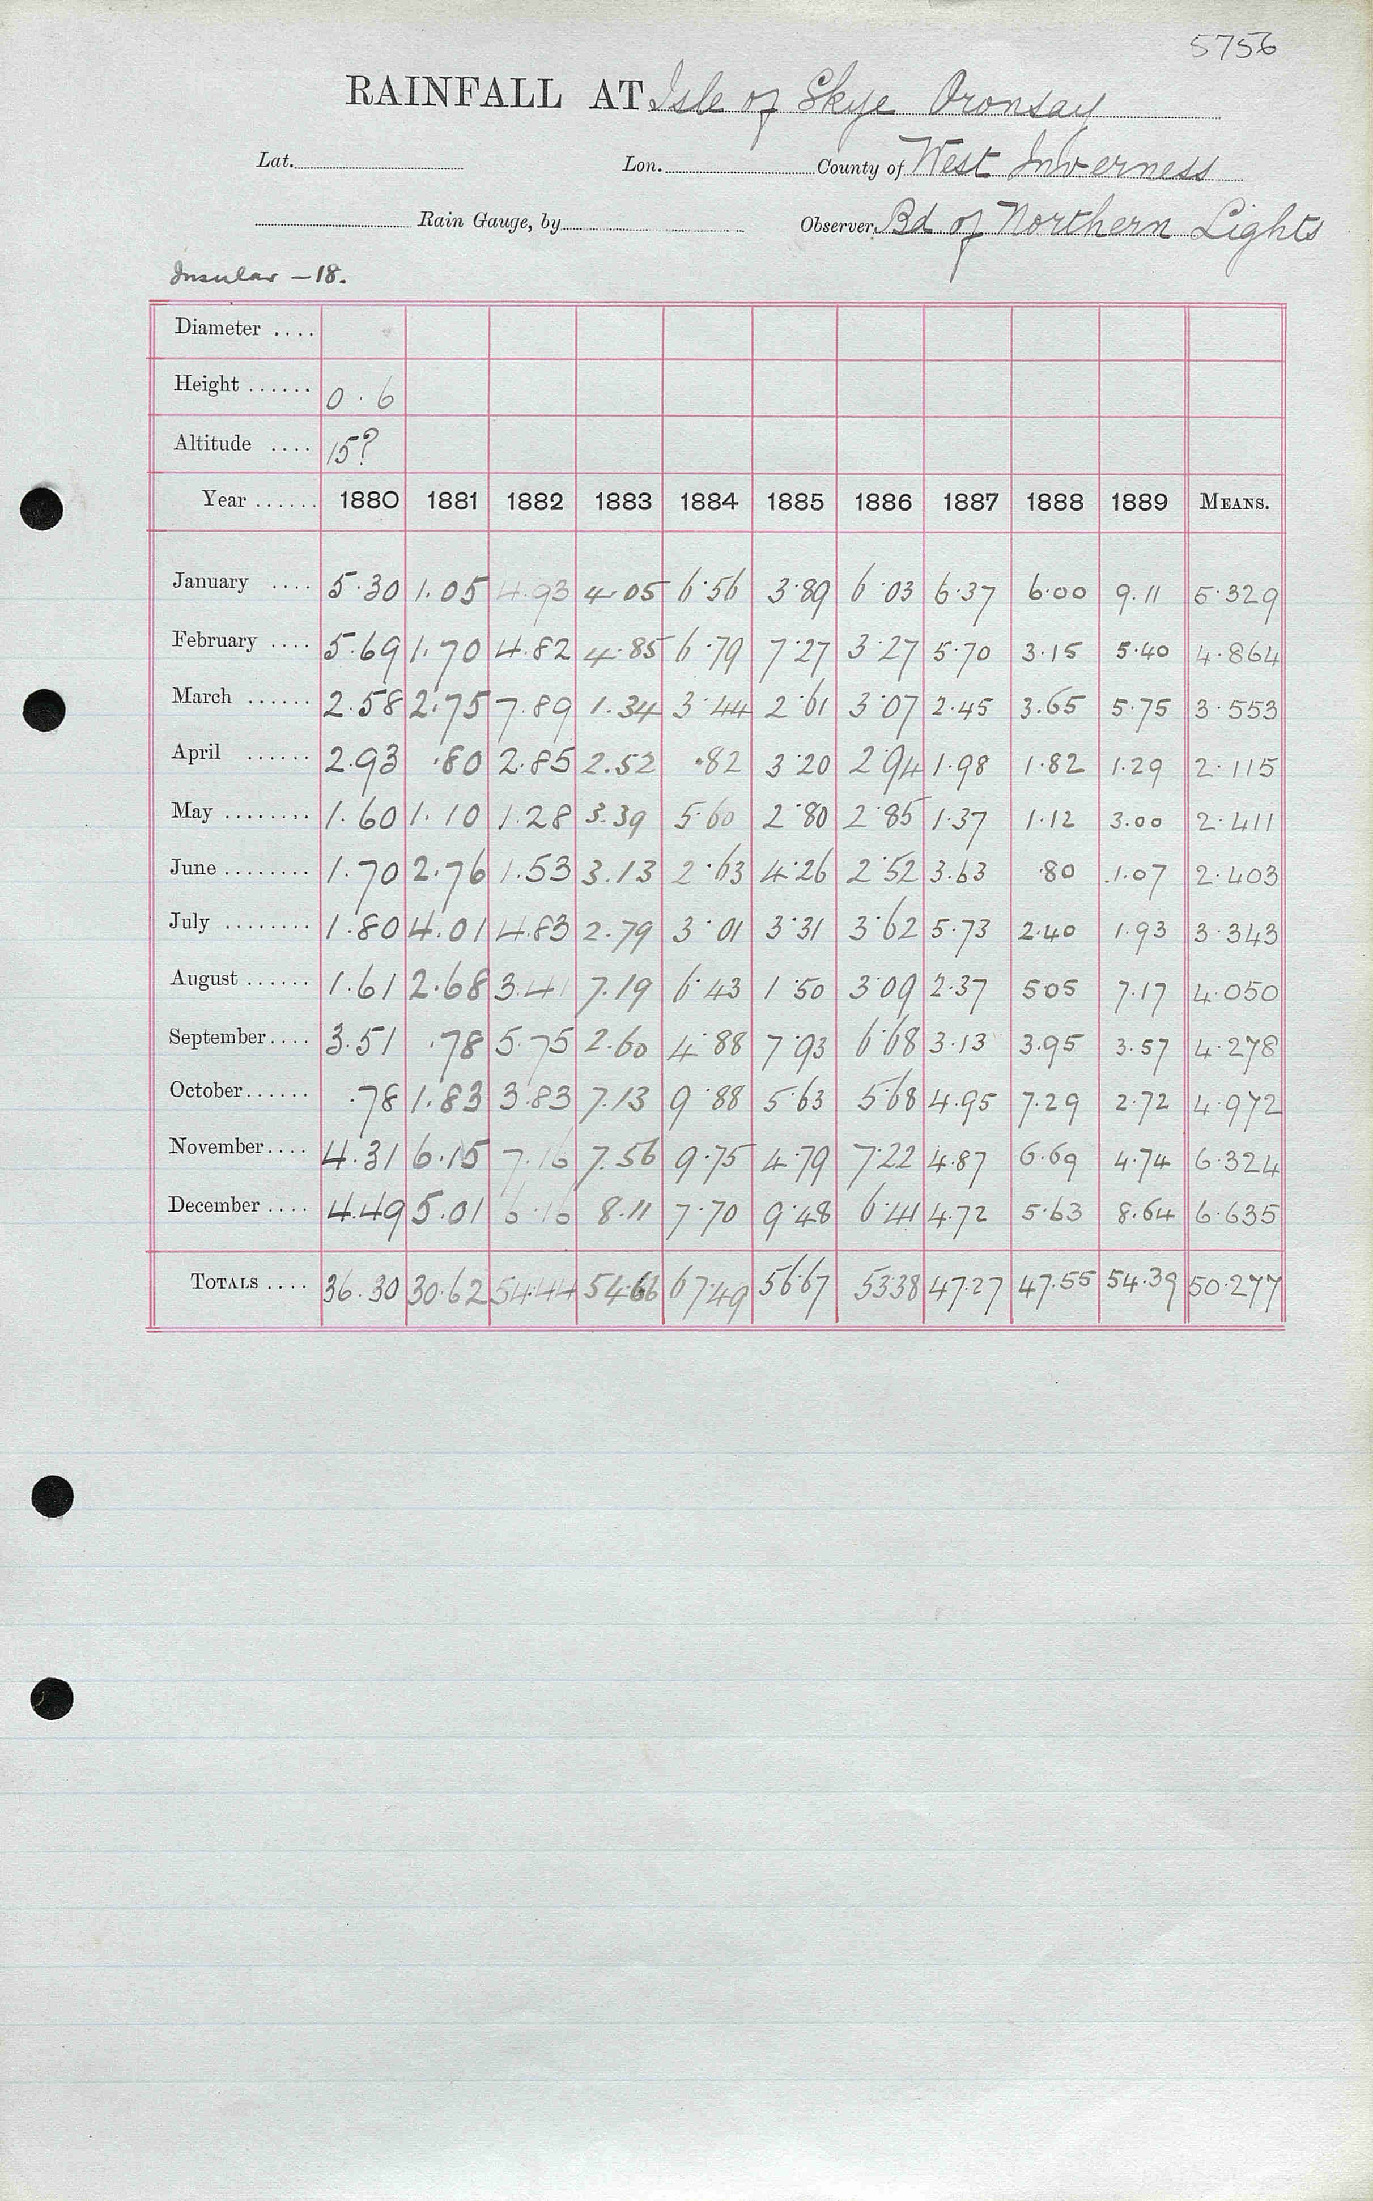 5756
RAINFALL AT Isle of Skye Oronsay
Lat. Lon. County of West Inverness
Rain Gauge, by Observer, Bd of Northern Lights
Insular – 18.
Diameter ....
Height ...... 0.6
Altitude .... 15?
Year ...... 1880 1881 1882 1883 1884 1885 1886 1887 1888 1889 MEANS.
January .... 5.30 1.05 4.93 4.05 6.56 3.89 6.03 6.37 6.00 9.11 5.329
February .... 5.69 1.70 4.82 4.85 6.79 7.27 3.27 5.70 3.15 5.40 4.864
March ...... 2.58 2.75 7.89 1.34 3.44 2.61 3.07 2.45 3.65 5.75 3.553
April ...... 2.93 .80 2.85 2.52 .82 3.20 2.94 1.98 1.82 1.29 2.115
May ........ 1.60 1.10 1.28 3.39 5.60 2.80 2.85 1.37 1.12 3.00 2.411
June ........ 1.70 2.76 1.53 3.13 2.63 4.26 2.52 3.63 .80 1.07 2.403
July ........ 1.80 4.01 4.83 2.79 3.01 3.31 3.62 5.73 2.40 1.93 3.343
August ...... 1.61 2.68 3.41 7.19 6.43 1.50 3.09 2.37 5.05 7.17 4.050
September .... 3.51 .78 5.75 2.60 4.88 7.93 6.68 3.13 3.95 3.57 4.278
October ...... .78 1.83 3.83 7.13 9.88 5.63 5.68 4.95 7.29 2.72 4.972
November .... 4.31 6.15 7.16 7.56 9.75 4.79 7.22 4.87 6.69 4.74 6.324
December .... 4.49 5.01 6.16 8.11 7.70 9.48 6.41 4.72 5.63 8.64 6.635
TOTALS .... 36.30 30.62 54.44 54.66 67.49 56.67 53.38 47.27 47.55 54.39 50.277